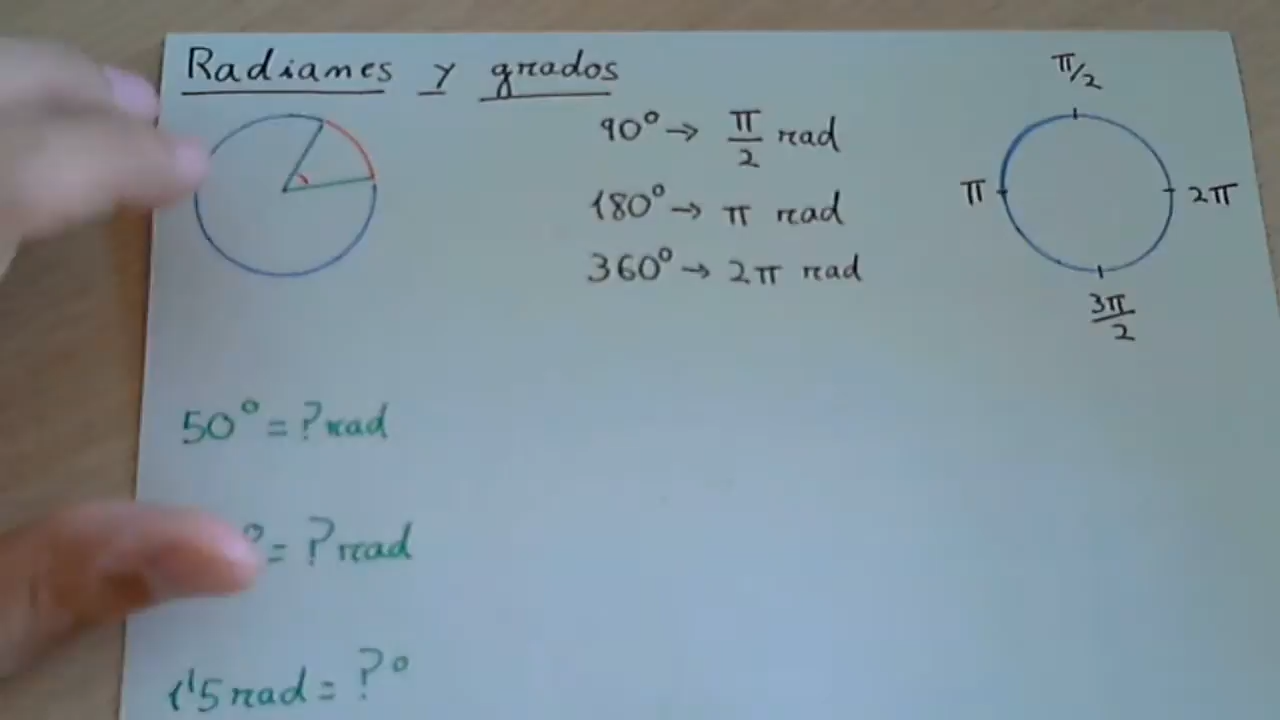 Radianes y grados
90° → π/2 rad
180° → π rad
360° → 2π rad
π/2
π
2π
3π/2
50° = ? rad
° = ? rad
1'5 rad = ?°